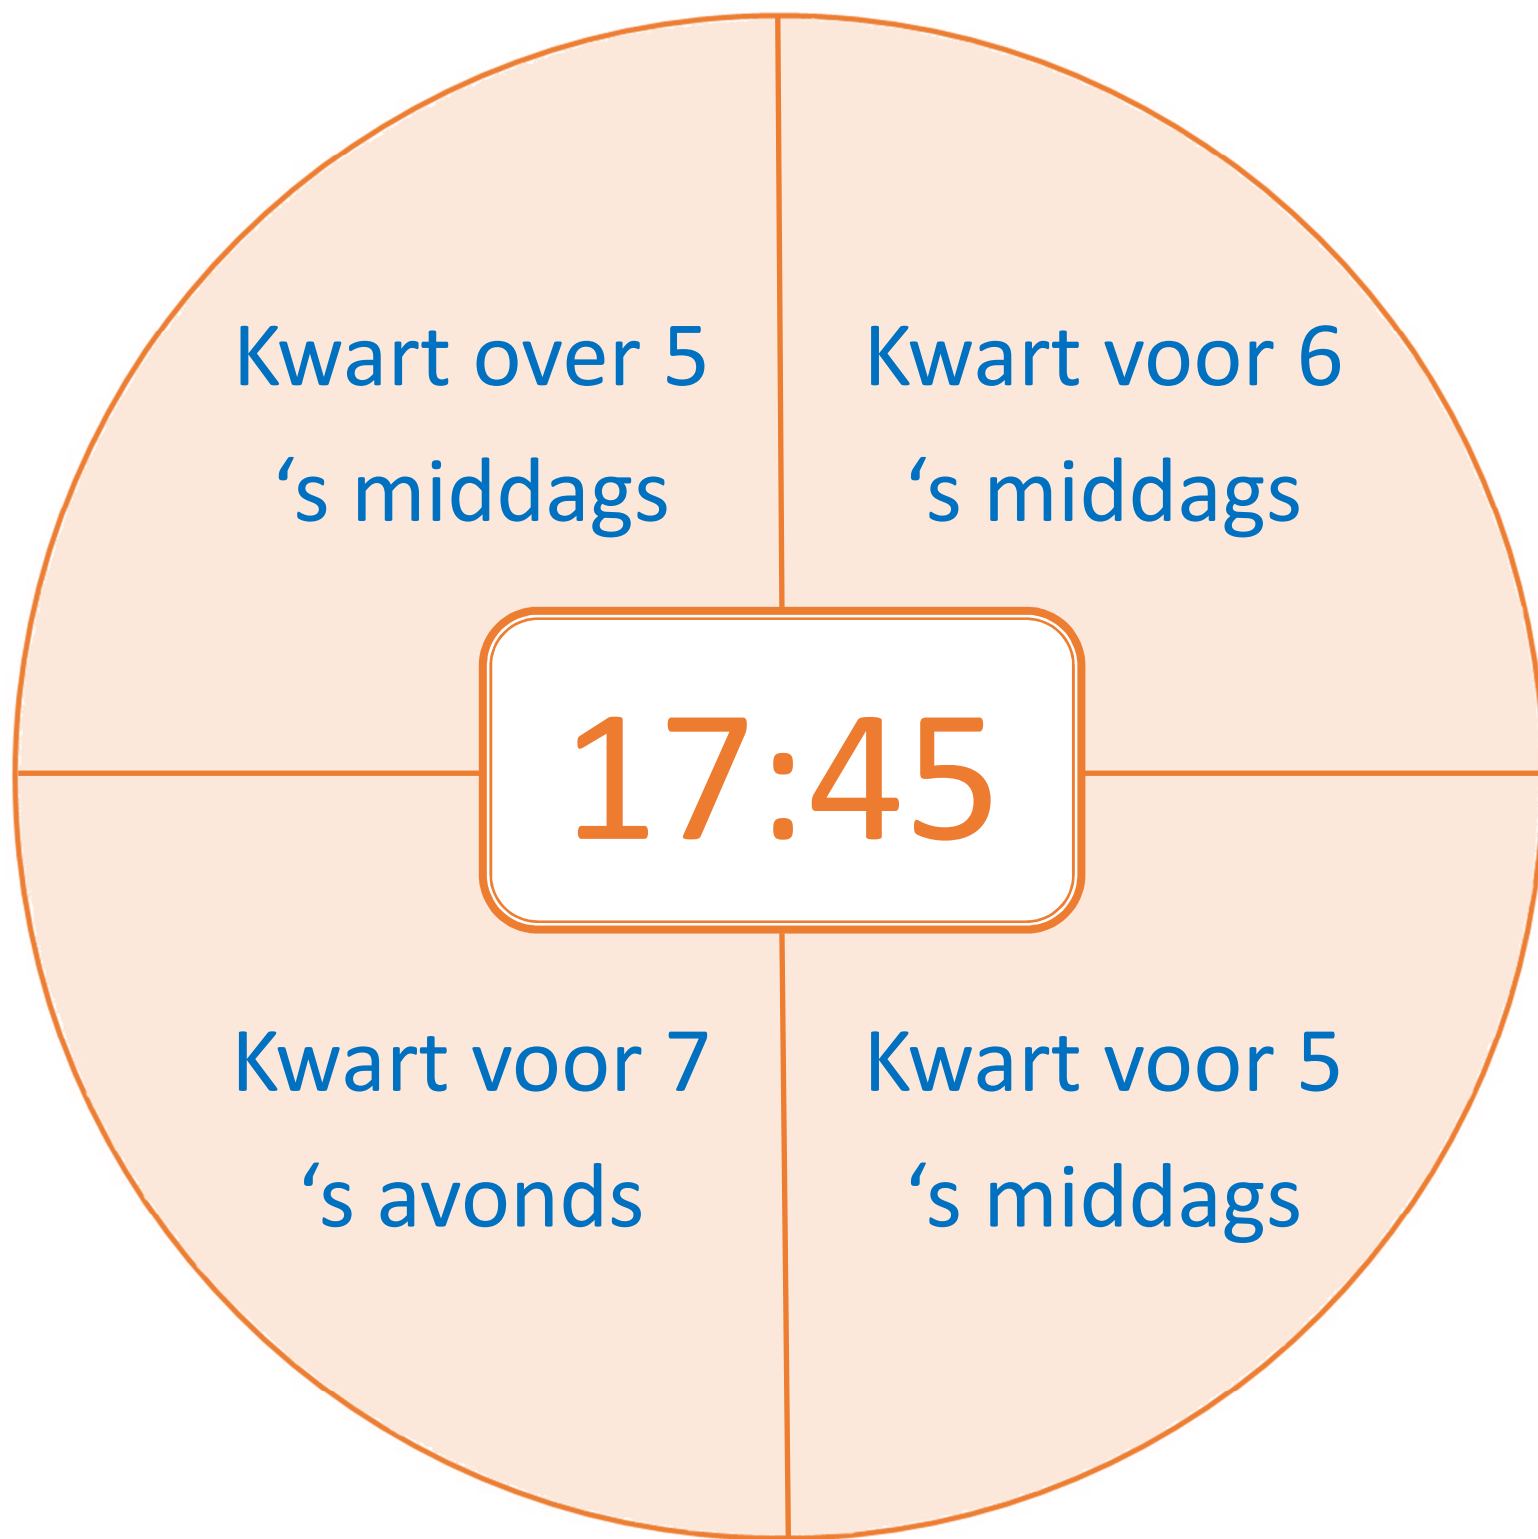 Kwart over 5
‘s middags
Kwart voor 6
‘s middags
17:45
Kwart voor 7
‘s avonds
Kwart voor 5
‘s middags